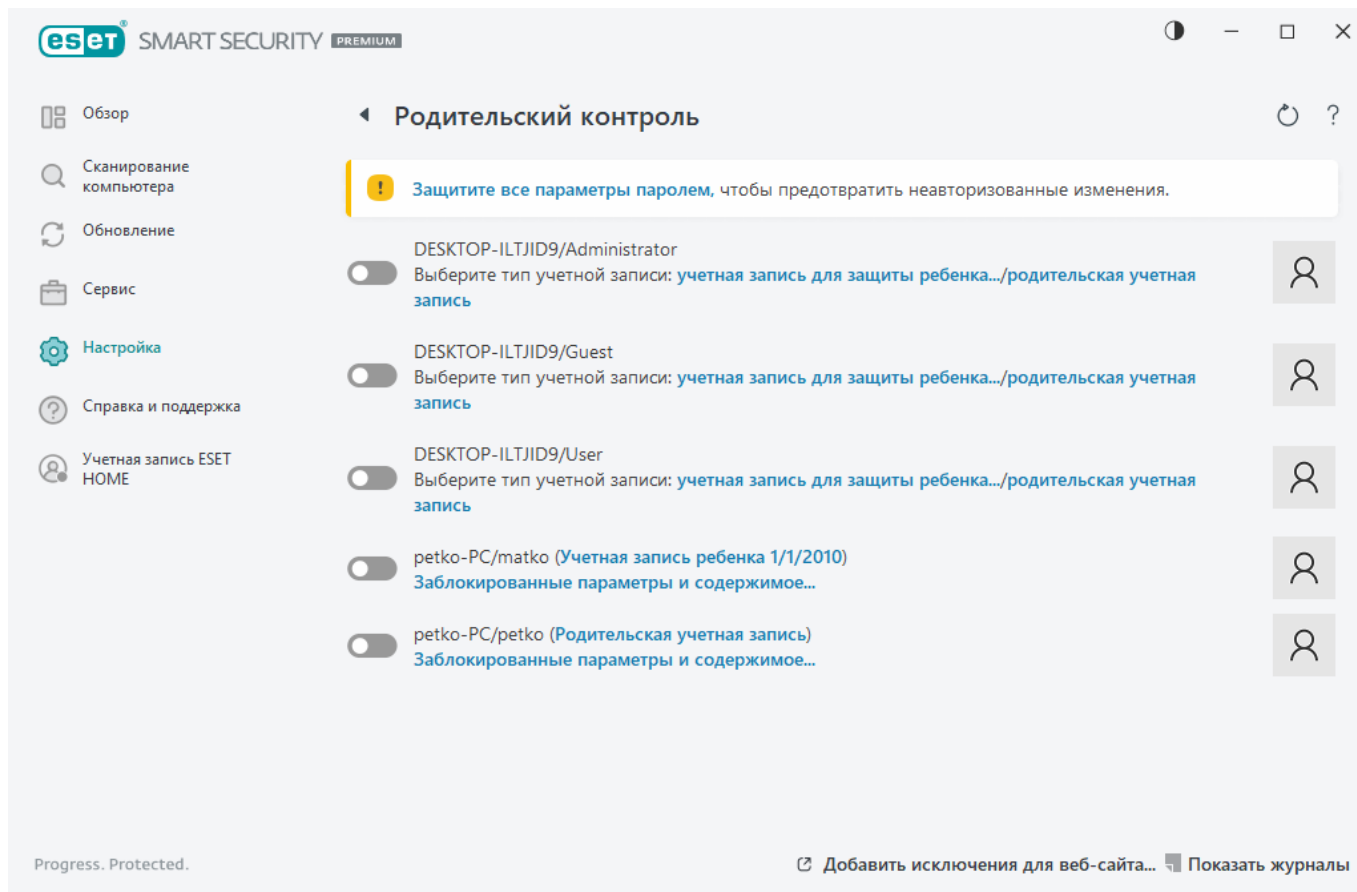 eset® SMART SECURITY PREMIUM
Обзор
Сканирование
компьютера
Обновление
Сервис
Настройка
Справка и поддержка
Учетная запись ESET
HOME
Родительский контроль
?
! Защитите все параметры паролем, чтобы предотвратить неавторизованные изменения.
DESKTOP-ILTJID9/Administrator
Выберите тип учетной записи: учетная запись для защиты ребенка.../родительская учетная
запись
DESKTOP-ILTJID9/Guest
Выберите тип учетной записи: учетная запись для защиты ребенка.../родительская учетная
запись
DESKTOP-ILTJID9/User
Выберите тип учетной записи: учетная запись для защиты ребенка.../родительская учетная
запись
petko-PC/matko (Учетная запись ребенка 1/1/2010)
Заблокированные параметры и содержимое...
petko-PC/petko (Родительская учетная запись)
Заблокированные параметры и содержимое...
Progress. Protected.
Добавить исключения для веб-сайта... Показать журналы